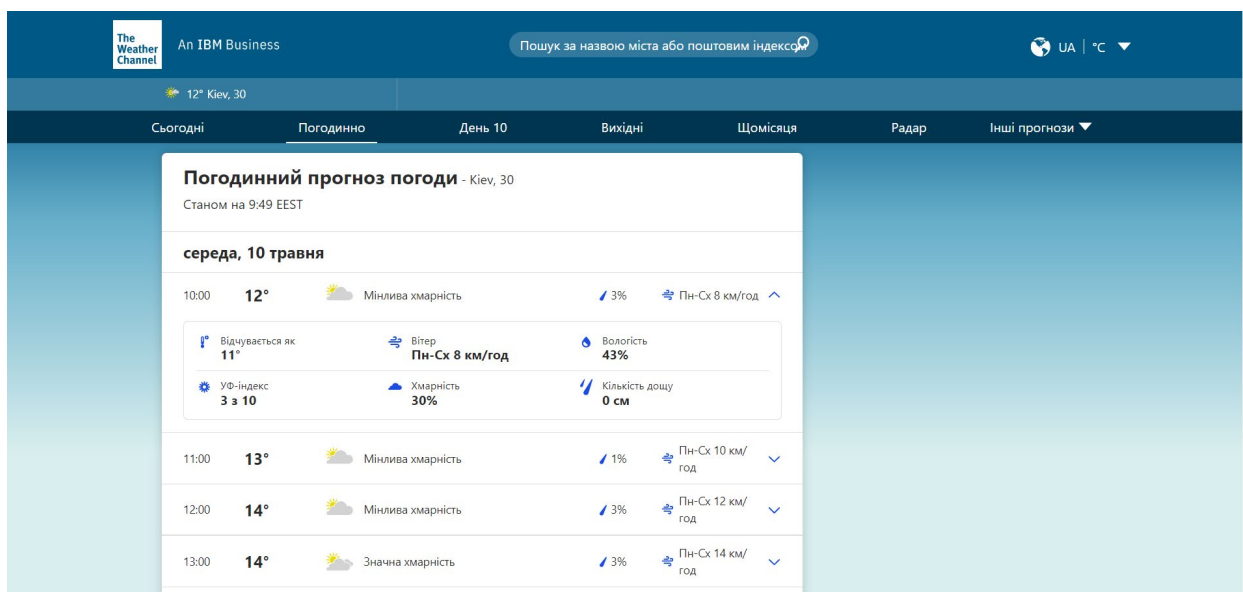 The
Weather
Channel
An IBM Business
Пошук за назвою міста або поштовим індексом
UA | °C
12° Kiev, 30
Сьогодні Погодинно День 10 Вихідні Щомісяця Радар Інші прогнози
Погодинний прогноз погоди - Kiev, 30
Станом на 9:49 EEST
середа, 10 травня
10:00 12° Мінлива хмарність 3% Пн-Сх 8 км/год
Відчувається як Вітер Вологість
11° Пн-Сх 8 км/год 43%
УФ-індекс Хмарність Кількість дощу
3 з 10 30% 0 см
11:00 13° Мінлива хмарність 1% Пн-Сх 10 км/
год
12:00 14° Мінлива хмарність 3% Пн-Сх 12 км/
год
13:00 14° Значна хмарність 3% Пн-Сх 14 км/
год